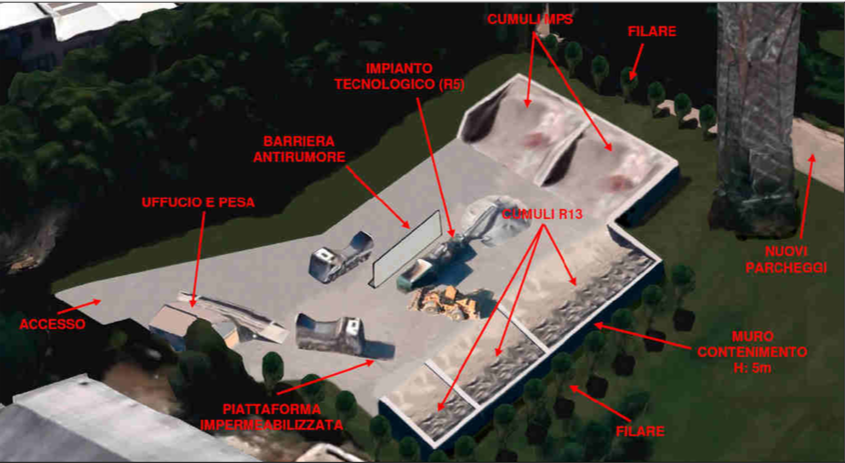 CUMULI MPS
FILARE
IMPIANTO
TECNOLOGICO (R5)
BARRIERA
ANTIRUMORE
UFFUCIO E PESA
CUMULI R13
NUOVI
PARCHEGGI
ACCESSO
MURO
CONTENIMENTO
H: 5m
PIATTAFORMA
IMPERMEABILIZZATA
FILARE